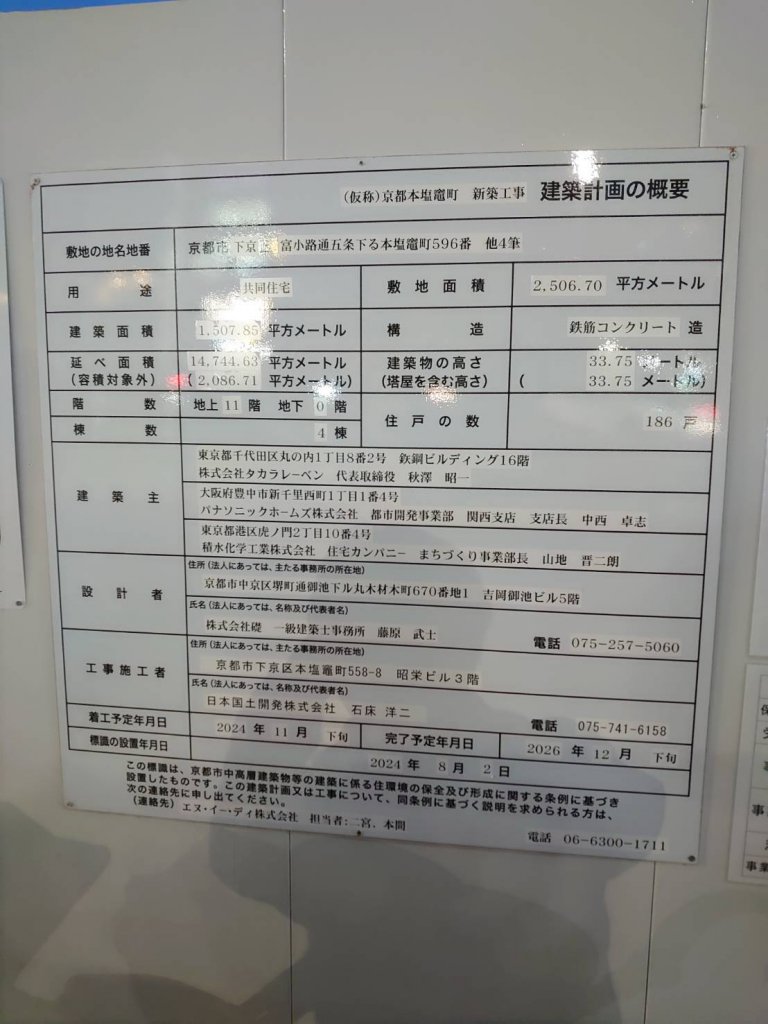 (仮称)京都本塩竈町 新築工事 建築計画の概要
敷地の地名地番 京都市 下京区 富小路通五条下る本塩竈町596番 他4筆
用途 共同住宅 敷地面積 2,506.70 平方メートル
建築面積 1,507.85 平方メートル 構造 鉄筋コンクリート 造
延べ面積 14,744.63 平方メートル 建築物の高さ 33.75 メートル
(容積対象外) ( 2,086.71 平方メートル) (塔屋を含む高さ) ( 33.75 メートル)
階数 地上 11 階 地下 0 階 住戸の数 186 戸
棟数 4 棟
建築主
東京都千代田区丸の内1丁目8番2号 鉄鋼ビルディング16階
株式会社タカラレーベン 代表取締役 秋澤 昭一
大阪府豊中市新千里西町1丁目1番4号
パナソニックホームズ株式会社 都市開発事業部 関西支店 支店長 中西 卓志
東京都港区虎ノ門2丁目10番4号
積水化学工業株式会社 住宅カンパニー まちづくり事業部長 山地 晋二朗
設計者
住所 (法人にあっては、主たる事務所の所在地)
京都市中京区堺町通御池下ル丸木材木町670番地1 吉岡御池ビル5階
氏名 (法人にあっては、名称及び代表者名)
株式会社礎 一級建築士事務所 藤原 武士 電話 075-257-5060
工事施工者
住所 (法人にあっては、主たる事務所の所在地)
京都市下京区本塩竈町558-8 昭栄ビル3階
氏名 (法人にあっては、名称及び代表者名)
日本国土開発株式会社 石床 洋二 電話 075-741-6158
着工予定年月日 2024 年 11 月 下旬 完了予定年月日 2026 年 12 月 下旬
標識の設置年月日 2024 年 8 月 2 日
この標識は、京都市中高層建築物等の建築に係る住環境の保全及び形成に関する条例に基づき
設置したものです。この建築計画又は工事について、同条例に基づく説明を求められる方は、
次の連絡先に申し出てください。
(連絡先) エヌ・イー・ディ株式会社 担当者:二宮、本間 電話 06-6300-1711